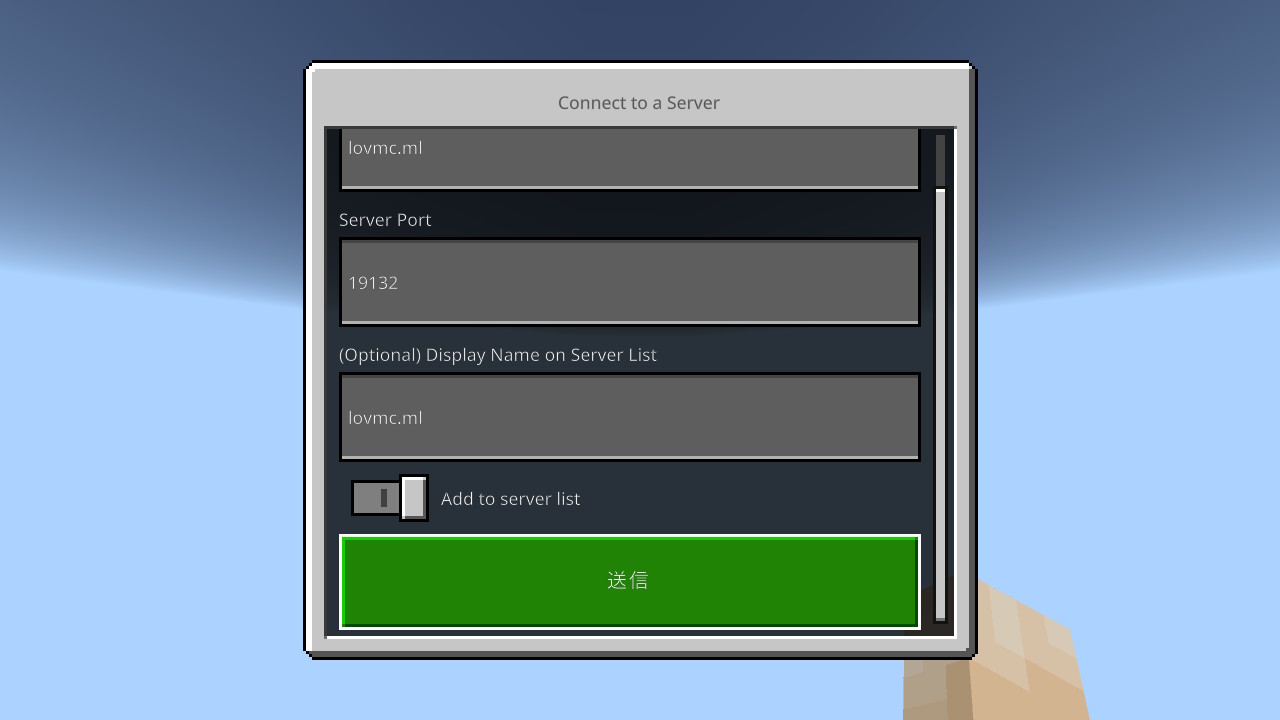 Connect to a Server
lovmc.ml
Server Port
19132
(Optional) Display Name on Server List
lovmc.ml
Add to server list
送信